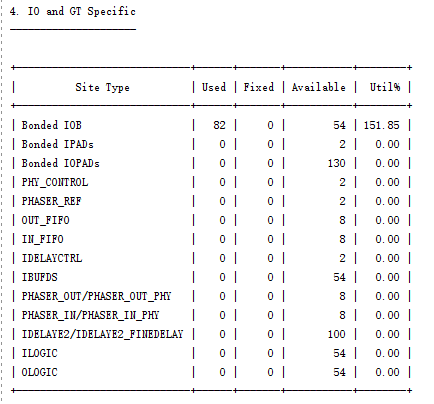 4. IO and GT Specific
---------------------
+----------------------------+------+-------+-----------+--------+
|          Site Type         | Used | Fixed | Available |  Util% |
+----------------------------+------+-------+-----------+--------+
| Bonded IOB                 |   82 |     0 |        54 | 151.85 |
| Bonded IPADs               |    0 |     0 |         2 |   0.00 |
| Bonded IOPADs              |    0 |     0 |       130 |   0.00 |
| PHY_CONTROL                |    0 |     0 |         2 |   0.00 |
| PHASER_REF                 |    0 |     0 |         2 |   0.00 |
| OUT_FIFO                   |    0 |     0 |         8 |   0.00 |
| IN_FIFO                    |    0 |     0 |         8 |   0.00 |
| IDELAYCTRL                 |    0 |     0 |         2 |   0.00 |
| IBUFDS                     |    0 |     0 |        54 |   0.00 |
| PHASER_OUT/PHASER_OUT_PHY  |    0 |     0 |         8 |   0.00 |
| PHASER_IN/PHASER_IN_PHY    |    0 |     0 |         8 |   0.00 |
| IDELAYE2/IDELAYE2_FINEDELAY |    0 |     0 |       100 |   0.00 |
| ILOGIC                     |    0 |     0 |        54 |   0.00 |
| OLOGIC                     |    0 |     0 |        54 |   0.00 |
+----------------------------+------+-------+-----------+--------+